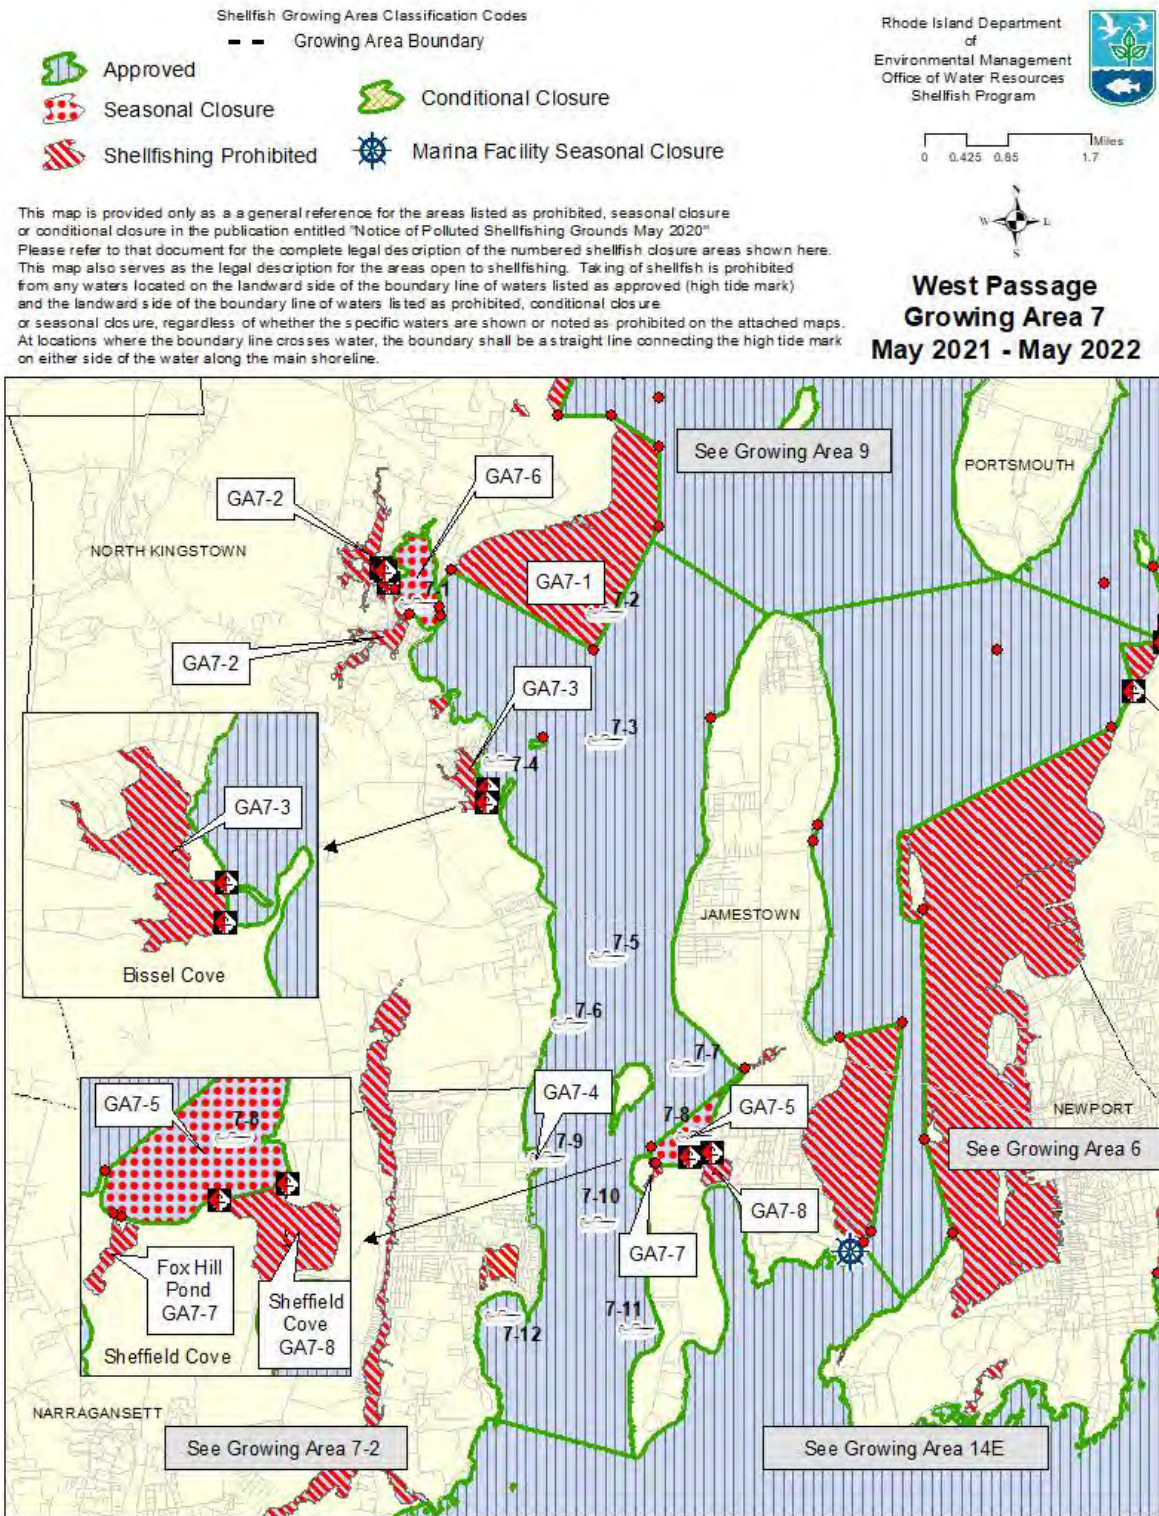 Shellfish Growing Area Classification Codes
Growing Area Boundary
Approved
Seasonal Closure
Shellfishing Prohibited
Conditional Closure
Marina Facility Seasonal Closure
Rhode Island Department
of
Environmental Management
Office of Water Resources
Shellfish Program
Miles
0 0.425 0.85 1.7
N
W E
S
This map is provided only as a a general reference for the areas listed as prohibited, seasonal closure
or conditional closure in the publication entitled "Notice of Polluted Shellfishing Grounds May 2020"
Please refer to that document for the complete legal description of the numbered shellfish closure areas shown here.
This map also serves as the legal description for the areas open to shellfishing. Taking of shellfish is prohibited
from any waters located on the landward side of the boundary line of waters listed as approved (high tide mark)
and the landward side of the boundary line of waters listed as prohibited, conditional closure
or seasonal closure, regardless of whether the specific waters are shown or noted as prohibited on the attached maps.
At locations where the boundary line crosses water, the boundary shall be a straight line connecting the high tide mark
on either side of the water along the main shoreline.
West Passage
Growing Area 7
May 2021 - May 2022
See Growing Area 9
PORTSMOUTH
GA7-6
GA7-2
NORTH KINGSTOWN
GA7-1
7-1
7-2
GA7-2
GA7-3
7-3
7-4
GA7-3
Bissel Cove
JAMESTOWN
7-5
7-6
7-7
GA7-4
GA7-5
7-8
GA7-5
7-8
NEWPORT
7-9
See Growing Area 6
7-10
GA7-8
GA7-7
Fox Hill
Pond
GA7-7
Sheffield
Cove
GA7-8
Sheffield Cove
7-11
7-12
NARRAGANSETT
See Growing Area 7-2
See Growing Area 14E